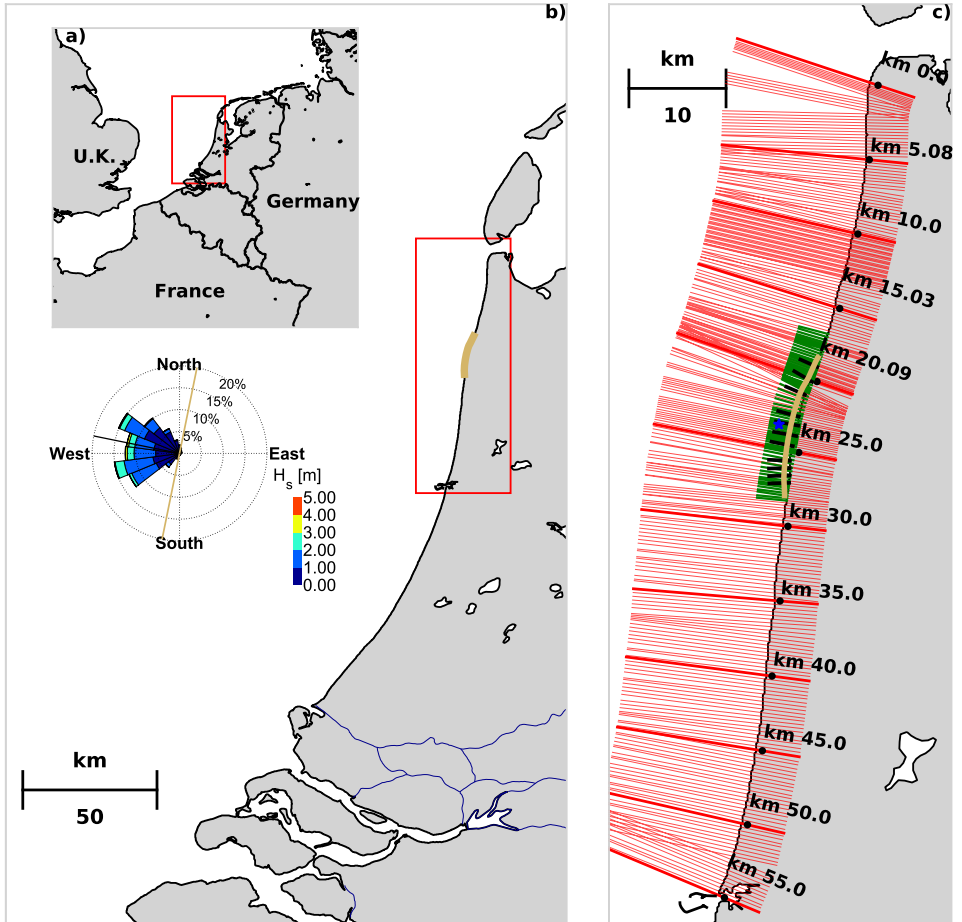 a)
U.K.
Germany
France
b)
North
20%
15%
10%
5%
West
East
South
H_s [m]
5.00
4.00
3.00
2.00
1.00
0.00
km
50
c)
km
10
km 0.0
km 5.08
km 10.0
km 15.03
km 20.09
km 25.0
km 30.0
km 35.0
km 40.0
km 45.0
km 50.0
km 55.0